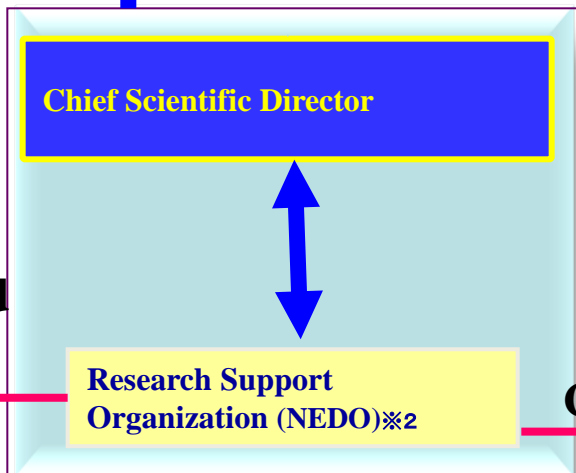 Chief Scientific Director
Research Support
Organization (NEDO)※2